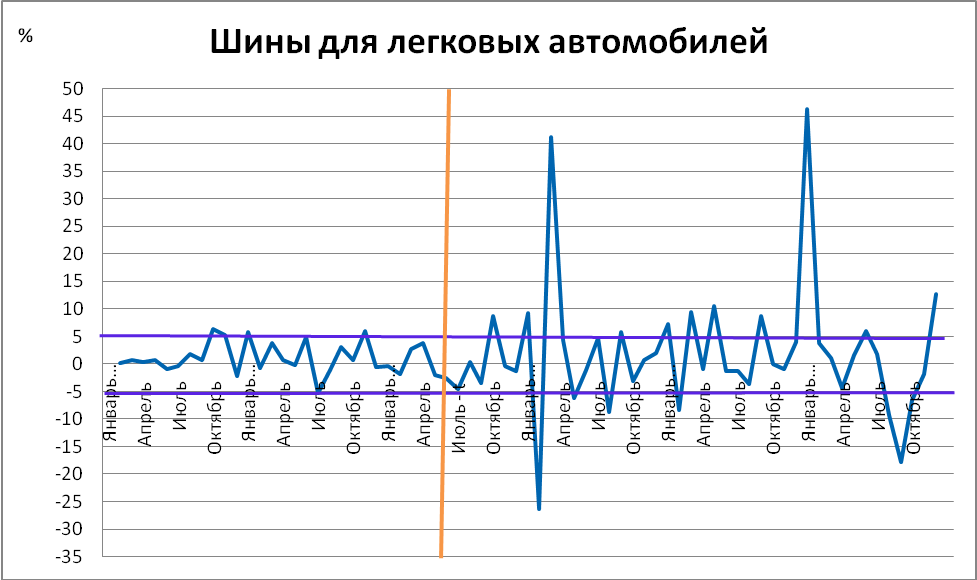 %
Шины для легковых автомобилей
50
45
40
35
30
25
20
15
10
5
0
-5
-10
-15
-20
-25
-30
-35
Январь...
Апрель
Июль
Октябрь
Январь...
Апрель
Июль
Октябрь
Январь...
Апрель
Июль - с
Октябрь
Январь...
Апрель
Июль
Октябрь
Январь...
Апрель
Июль
Октябрь
Январь...
Апрель
Июль
Октябрь